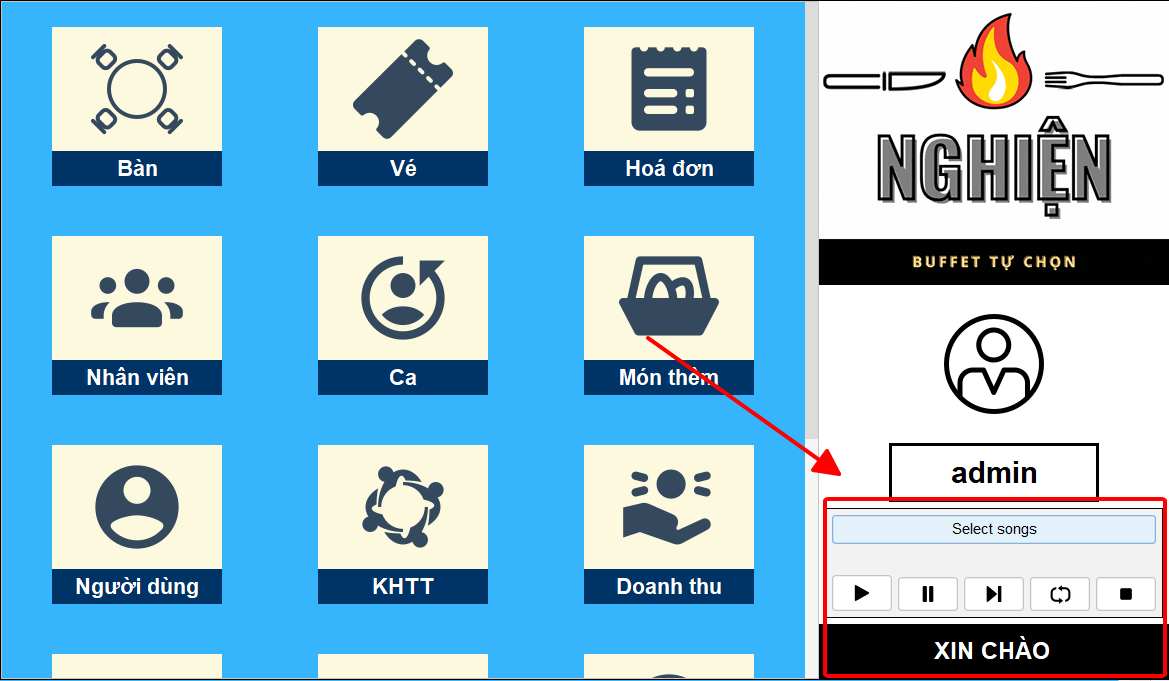 Bàn
Vé
Hoá đơn
Nhân viên
Ca
Món thêm
Người dùng
KHTT
Doanh thu
NGHIỆN
BUFFET TỰ CHỌN
admin
Select songs
XIN CHÀO